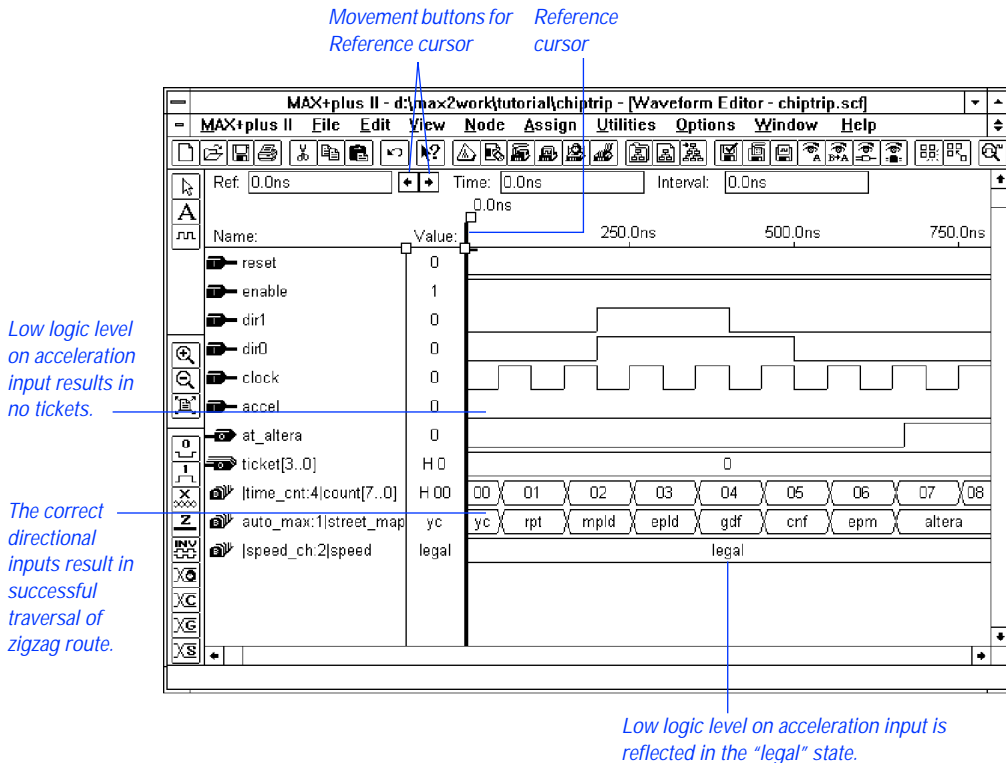 Movement buttons for
Reference cursor
Reference
cursor
MAX+plus II - d:\max2work\tutorial\chiptrip - [Waveform Editor - chiptrip.scf]
MAX+plus II File Edit View Node Assign Utilities Options Window Help
Ref: 0.0ns Time: 0.0ns Interval: 0.0ns
0.0ns
Name: Value: 250.0ns 500.0ns 750.0ns
reset 0
enable 1
dir1 0
dir0 0
clock 0
accel 0
at_altera 0
ticket[3..0] H 0 0
|time_cnt:4|count[7..0] H 00 00 01 02 03 04 05 06 07 08
auto_max:1|street_map yc yc rpt mpld epld gdf cnf epm altera
|speed_ch:2|speed legal legal
A
0
1
X
Z
INV
C
G
S
Low logic level
on acceleration
input results in
no tickets.
The correct
directional
inputs result in
successful
traversal of
zigzag route.
Low logic level on acceleration input is
reflected in the “legal” state.